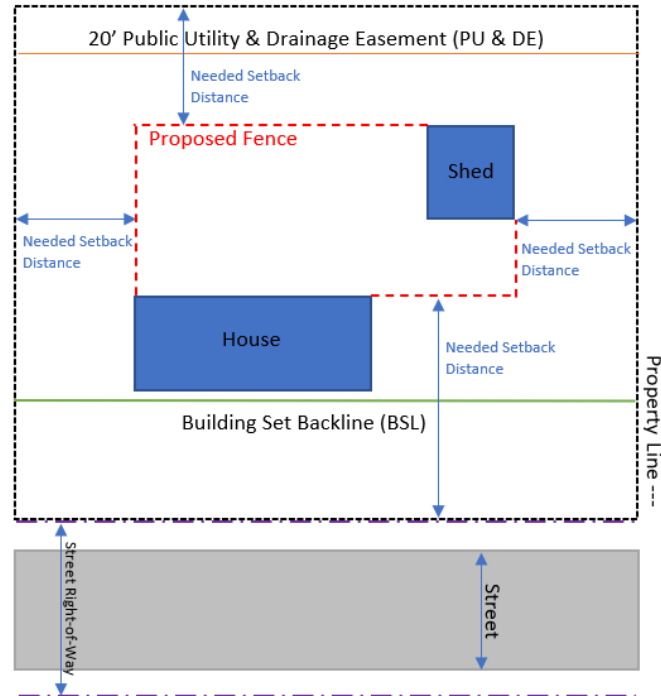 20’ Public Utility & Drainage Easement (PU & DE)
Needed Setback
Distance
Proposed Fence
Shed
Needed Setback
Distance
Needed Setback
Distance
House
Needed Setback
Distance
Building Set Backline (BSL)
Property Line ---
Street Right-of-Way
Street